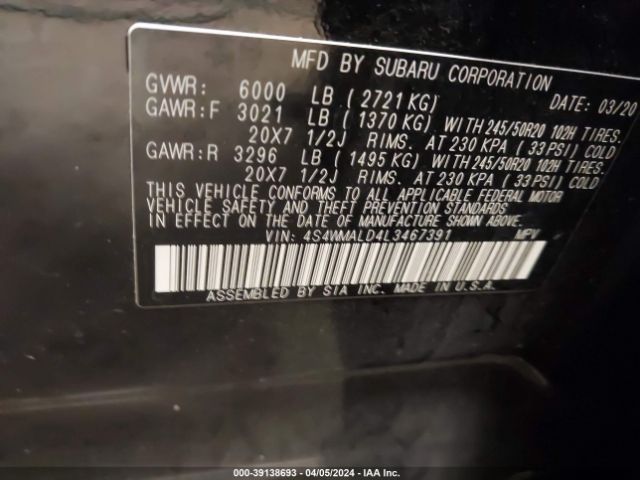 MFD BY SUBARU CORPORATION
GVWR: 6000 LB ( 2721 KG) DATE: 03/20
GAWR:F 3021 LB ( 1370 KG) WITH 245/50R20 102H TIRES.
20X7 1/2J RIMS. AT 230 KPA ( 33 PSI) COLD
GAWR:R 3296 LB ( 1495 KG) WITH 245/50R20 102H TIRES.
20X7 1/2J RIMS. AT 230 KPA ( 33 PSI) COLD
THIS VEHICLE CONFORMS TO ALL APPLICABLE FEDERAL MOTOR
VEHICLE SAFETY AND THEFT PREVENTION STANDARDS
IN EFFECT ON THE DATE OF MANUFACTURE SHOWN ABOVE.
VIN: 4S4WMALD4L3467391 MPV
ASSEMBLED BY SIA INC. MADE IN U.S.A.
000-39138693 / 04/05/2024 - IAA Inc.